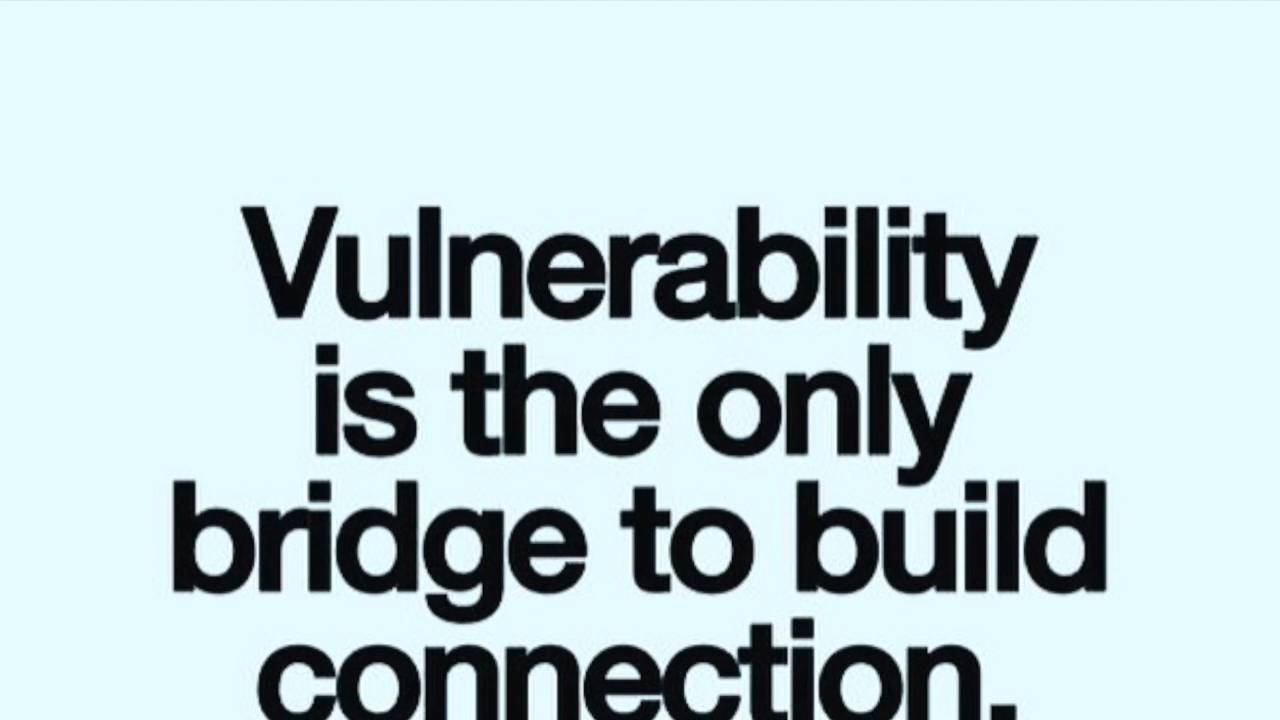 Vulnerability
is the only
bridge to build
connection.